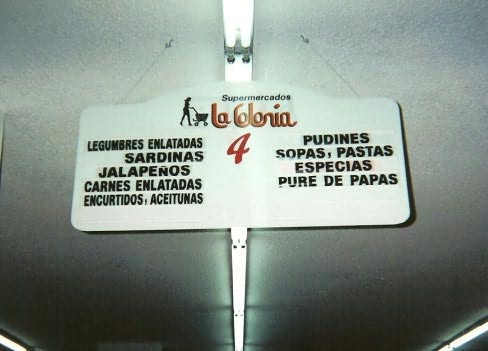 Supermercados
La Colonia
4
LEGUMBRES ENLATADAS
SARDINAS
JALAPEÑOS
CARNES ENLATADAS
ENCURTIDOS, ACEITUNAS
PUDINES
SOPAS, PASTAS
ESPECIAS
PURE DE PAPAS